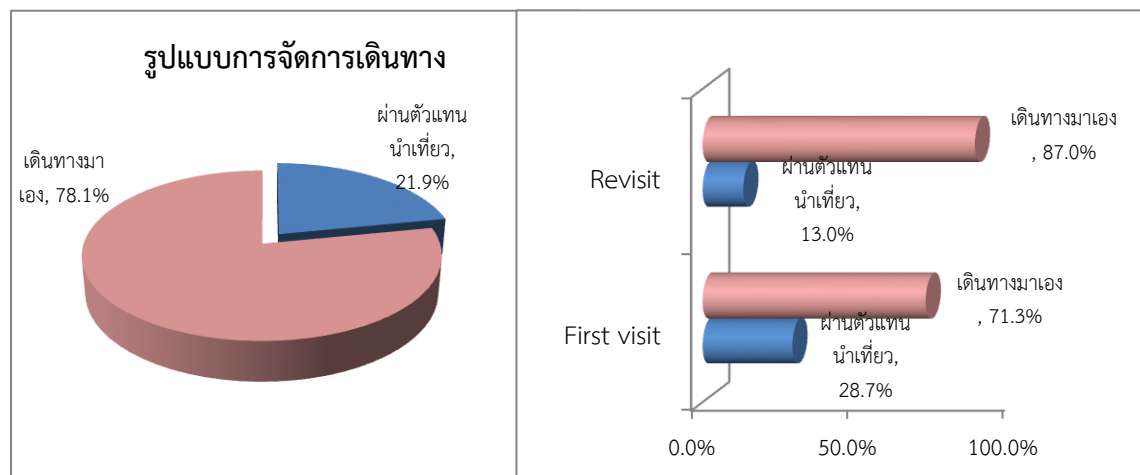 รูปแบบการจัดการเดินทาง
ผ่านตัวแทน
นำเที่ยว,
21.9%
เดินทางมา
เอง, 78.1%
เดินทางมาเอง
, 87.0%
Revisit
ผ่านตัวแทน
นำเที่ยว,
13.0%
เดินทางมาเอง
, 71.3%
First visit
ผ่านตัวแทน
นำเที่ยว,
28.7%
0.0% 50.0% 100.0%